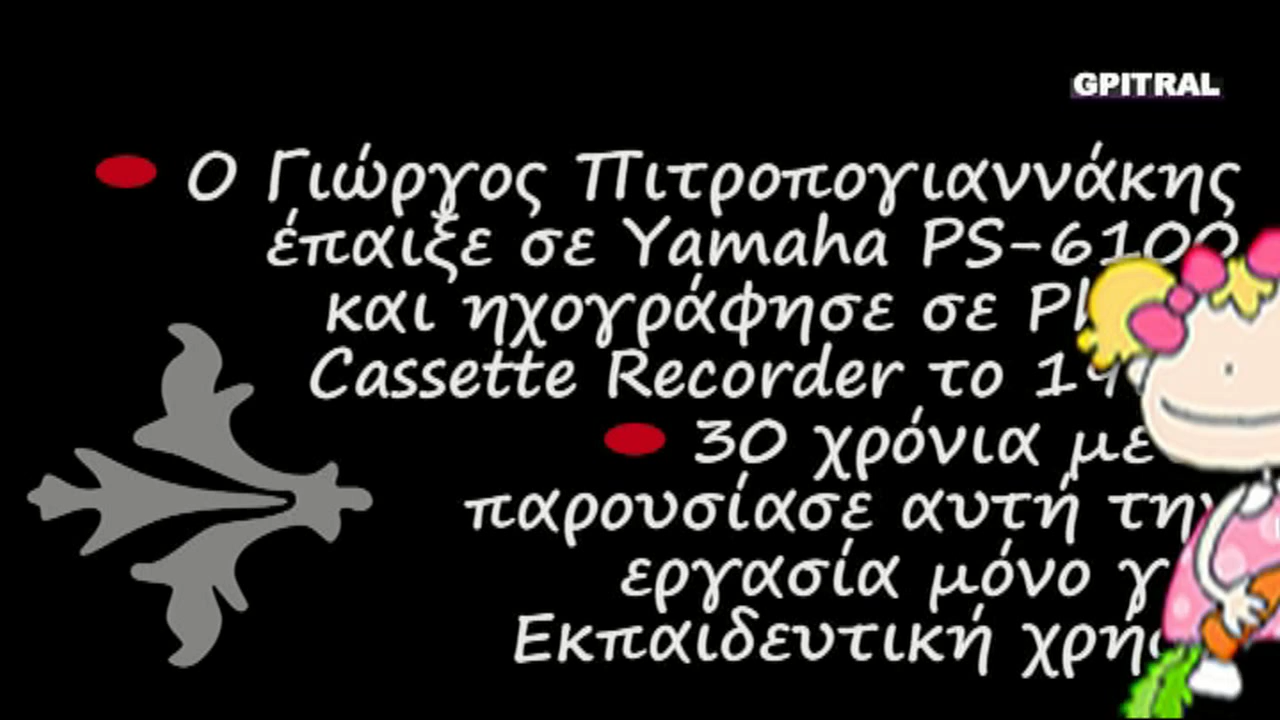 GPITRAL
Ο Γιώργος Πιτροπογιαννάκης
έπαιξε σε Yamaha PS-6100
και ηχογράφησε σε
Cassette Recorder το
30 χρόνια
παρουσίασε αυτή την
εργασία μόνο
Εκπαιδευτική